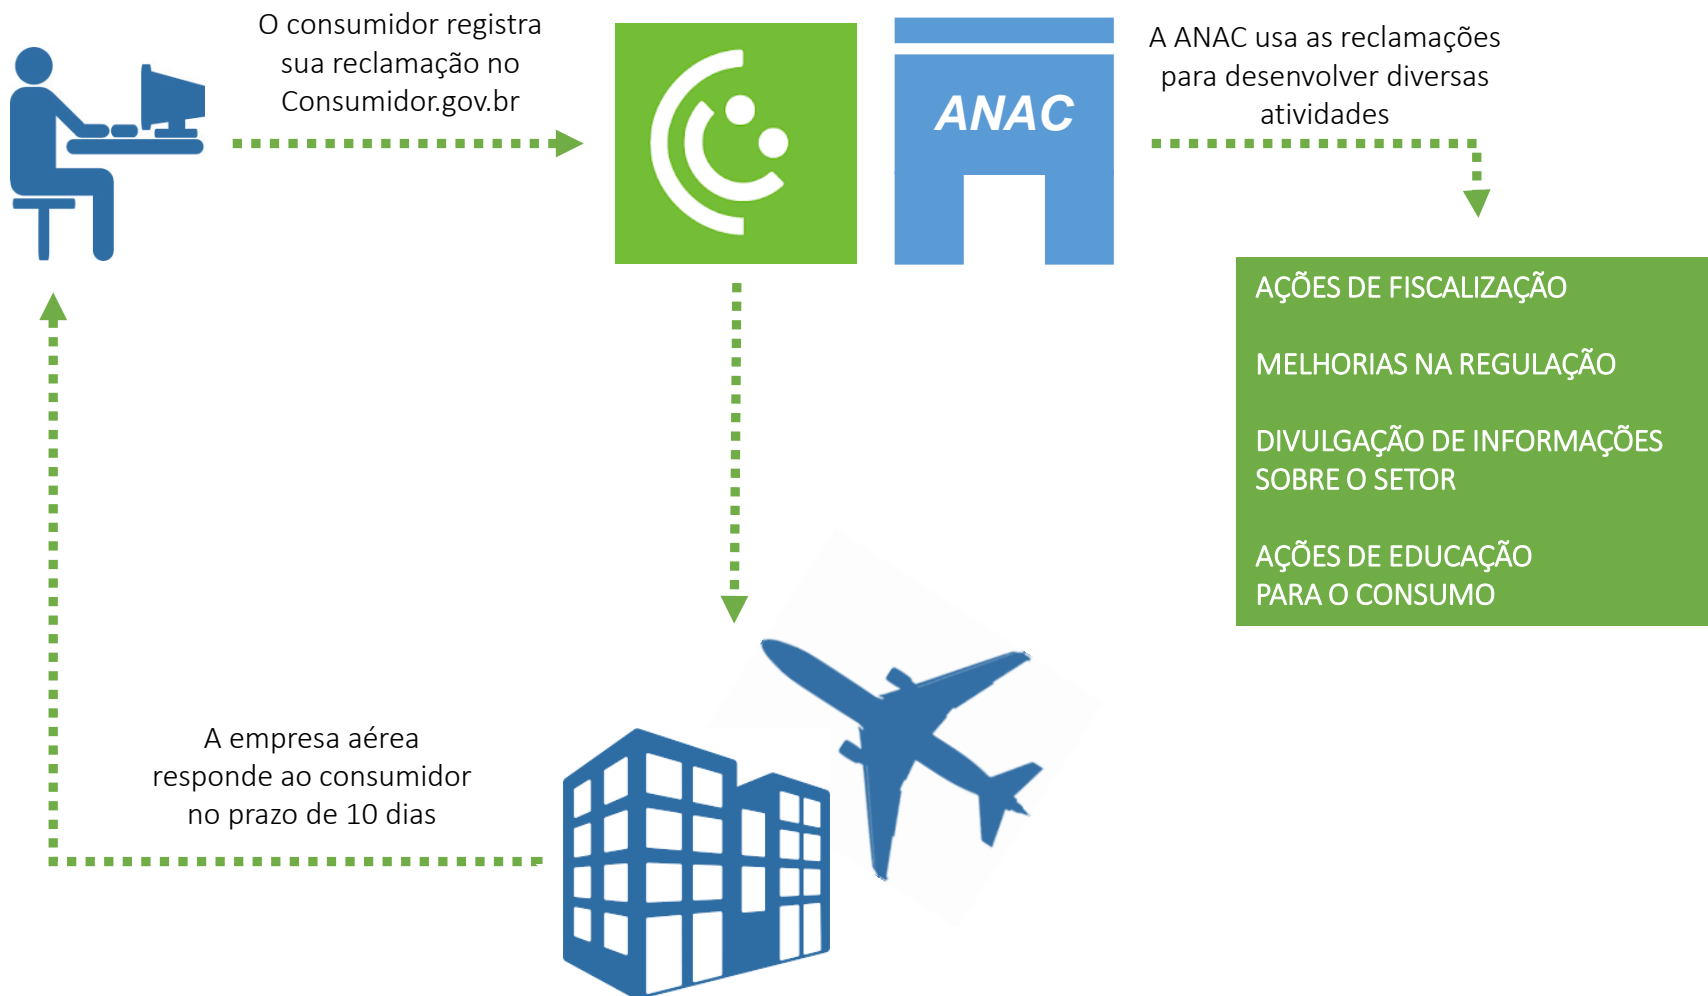 O consumidor registra
sua reclamação no
Consumidor.gov.br
ANAC
A ANAC usa as reclamações
para desenvolver diversas
atividades
AÇÕES DE FISCALIZAÇÃO
MELHORIAS NA REGULAÇÃO
DIVULGAÇÃO DE INFORMAÇÕES
SOBRE O SETOR
AÇÕES DE EDUCAÇÃO
PARA O CONSUMO
A empresa aérea
responde ao consumidor
no prazo de 10 dias